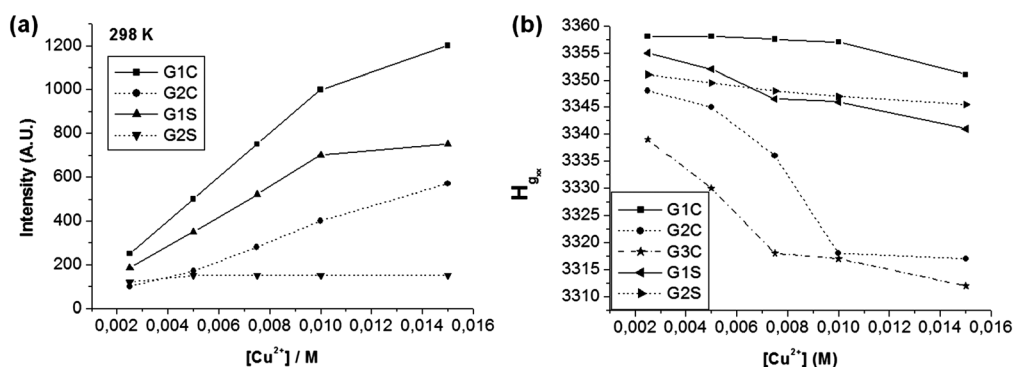 (a)
298 K
G1C
G2C
G1S
G2S
1200
1000
800
600
400
200
0
Intensity (A.U.)
0,002 0,004 0,006 0,008 0,010 0,012 0,014 0,016
[Cu²⁺] / M
(b)
3360
3355
3350
3345
3340
3335
3330
3325
3320
3315
3310
H gxx
G1C
G2C
G3C
G1S
G2S
0,002 0,004 0,006 0,008 0,010 0,012 0,014 0,016
[Cu²⁺] (M)